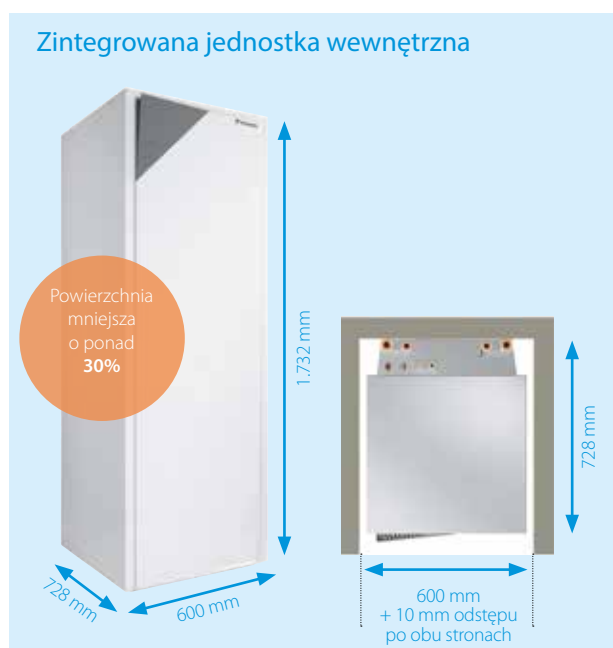 Zintegrowana jednostka wewnętrzna
Powierzchnia
mniejsza
o ponad
30%
1.732 mm
728 mm
600 mm
728 mm
600 mm
+ 10 mm odstępu
po obu stronach